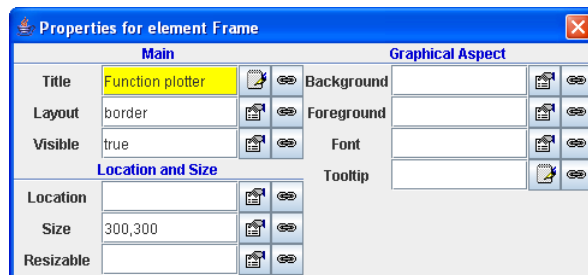 Properties for element Frame
Main
Title Function plotter
Layout border
Visible true
Location and Size
Location
Size 300,300
Resizable
Graphical Aspect
Background
Foreground
Font
Tooltip